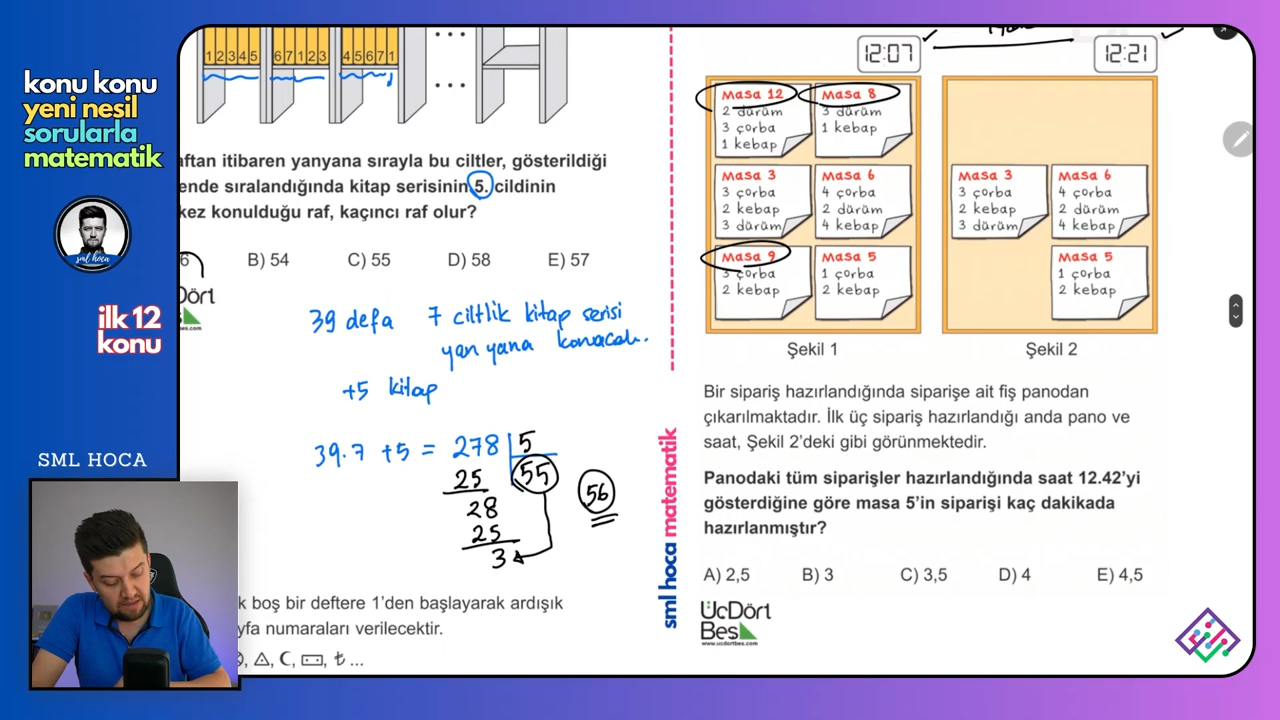 konu konu
yeni nesil
sorularla
matematik
sml hoca
ilk 12
konu
SML HOCA
1 2 3 4 5 6 7 1 2 3 4 5 6 7 1
... 
...
aftan itibaren yanyana sırayla bu ciltler, gösterildiği
ende sıralandığında kitap serisinin 5. cildinin
kez konulduğu raf, kaçıncı raf olur?
6 B) 54 C) 55 D) 58 E) 57
Dört
ş
es.com
39 defa 7 ciltlik kitap serisi
yan yana konacak.
+5 kitap
39.7 +5 = 278 5
25 55
28 56
25
3
k boş bir deftere 1'den başlayarak ardışık
yfa numaraları verilecektir.
, ₺ ...
sml hoca matematik
12:07 12:21
Masa 12
2 dürüm
3 çorba
1 kebap
Masa 8
3 dürüm
1 kebap
Masa 3
3 çorba
2 kebap
3 dürüm
Masa 6
4 çorba
2 dürüm
4 kebap
Masa 9
3 çorba
2 kebap
Masa 5
1 çorba
2 kebap
Masa 3
3 çorba
2 kebap
3 dürüm
Masa 6
4 çorba
2 dürüm
4 kebap
Masa 5
1 çorba
2 kebap
Şekil 1 Şekil 2
Bir sipariş hazırlandığında siparişe ait fiş panodan
çıkarılmaktadır. İlk üç sipariş hazırlandığı anda pano ve
saat, Şekil 2'deki gibi görünmektedir.
Panodaki tüm siparişler hazırlandığında saat 12.42'yi
gösterdiğine göre masa 5'in siparişi kaç dakikada
hazırlanmıştır?
A) 2,5 B) 3 C) 3,5 D) 4 E) 4,5
ÜçDört
Beş
www.ucdortbes.com